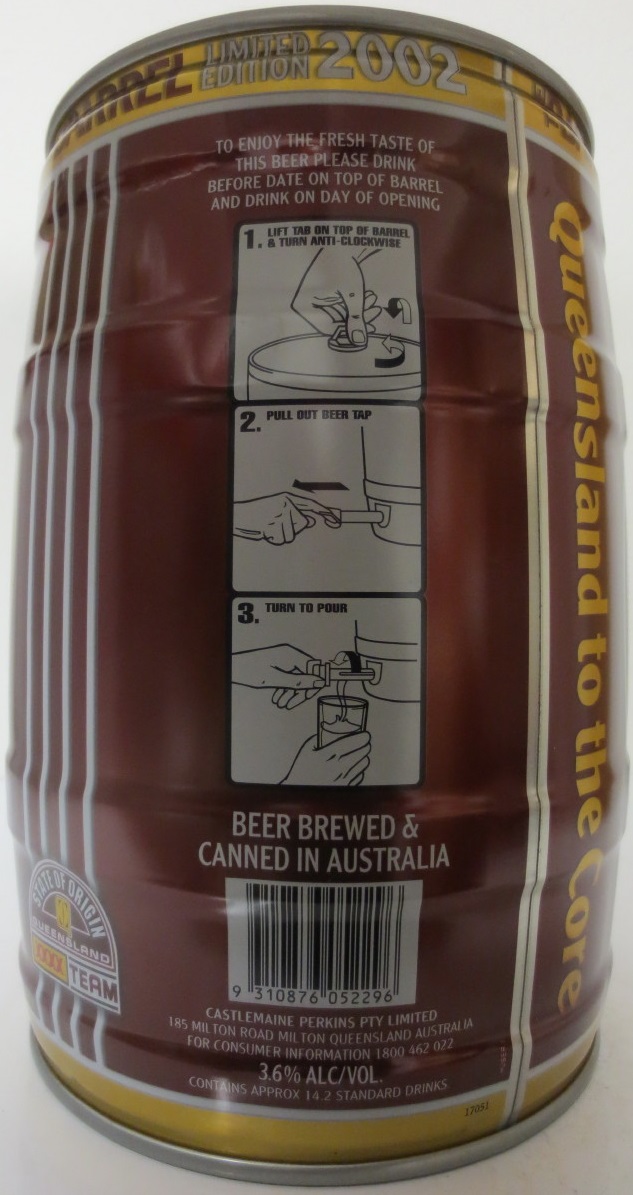 BARREL LIMITED EDITION 2002
TO ENJOY THE FRESH TASTE OF
THIS BEER PLEASE DRINK
BEFORE DATE ON TOP OF BARREL
AND DRINK ON DAY OF OPENING
1. LIFT TAB ON TOP OF BARREL
& TURN ANTI-CLOCKWISE
2. PULL OUT BEER TAP
3. TURN TO POUR
BEER BREWED &
CANNED IN AUSTRALIA
9 310876 052296
CASTLEMAINE PERKINS PTY LIMITED
185 MILTON ROAD MILTON QUEENSLAND AUSTRALIA
FOR CONSUMER INFORMATION 1800 462 022
3.6% ALC/VOL.
CONTAINS APPROX 14.2 STANDARD DRINKS
17051
STATE OF ORIGIN
QUEENSLAND
XXXX TEAM
Queensland to the Core